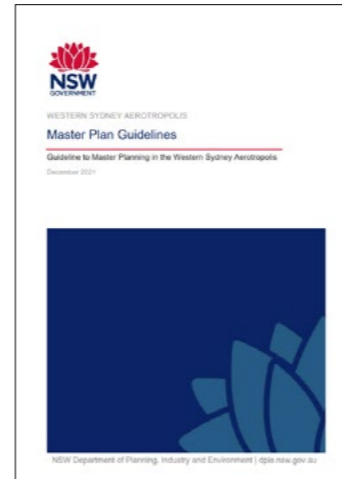 NSW
GOVERNMENT
WESTERN SYDNEY AEROTROPOLIS
Master Plan Guidelines
Guideline to Master Planning in the Western Sydney Aerotropolis
December 2021
NSW Department of Planning, Industry and Environment | dpie.nsw.gov.au